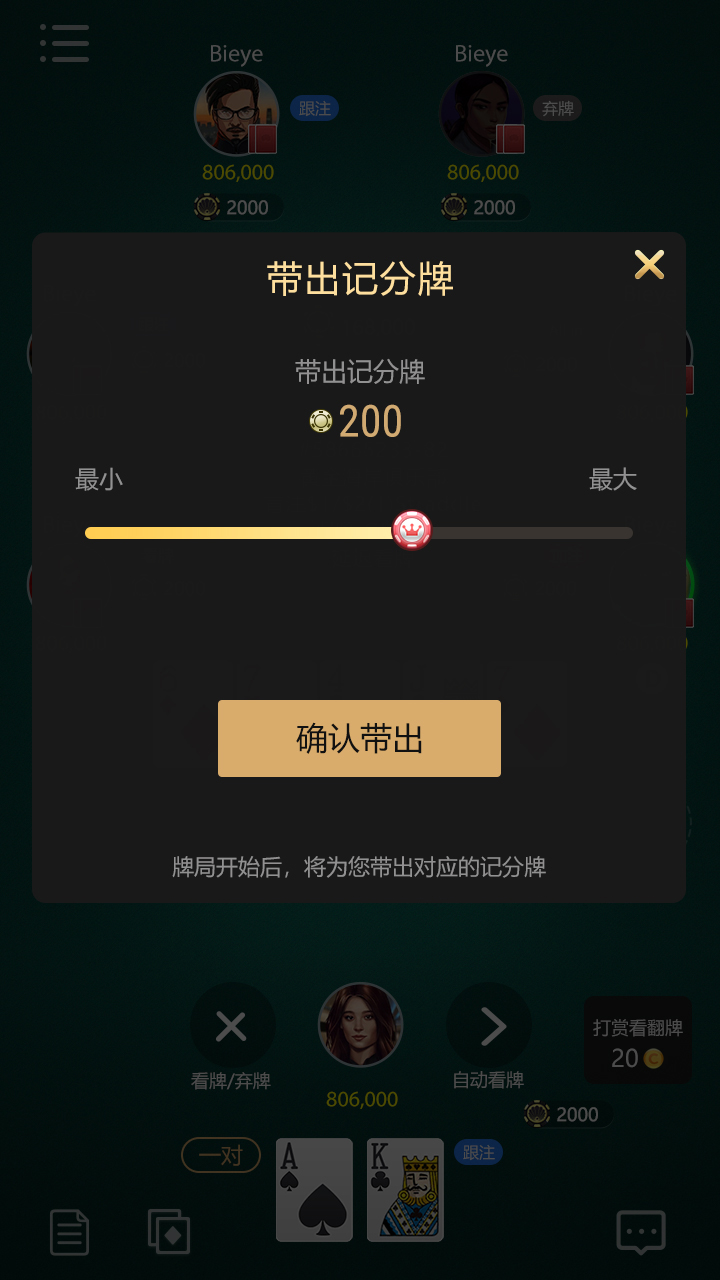 Bieye
Bieye
跟注
弃牌
806,000
806,000
2000
2000
带出记分牌
带出记分牌
200
最小
最大
确认带出
牌局开始后，将为您带出对应的记分牌
打赏看翻牌
20
看牌/弃牌
自动看牌
806,000
2000
一对
A
K
跟注